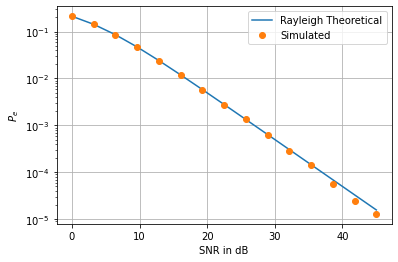 Rayleigh Theoretical
Simulated
10⁻¹
10⁻²
10⁻³
10⁻⁴
10⁻⁵
Pₑ
0 10 20 30 40
SNR in dB